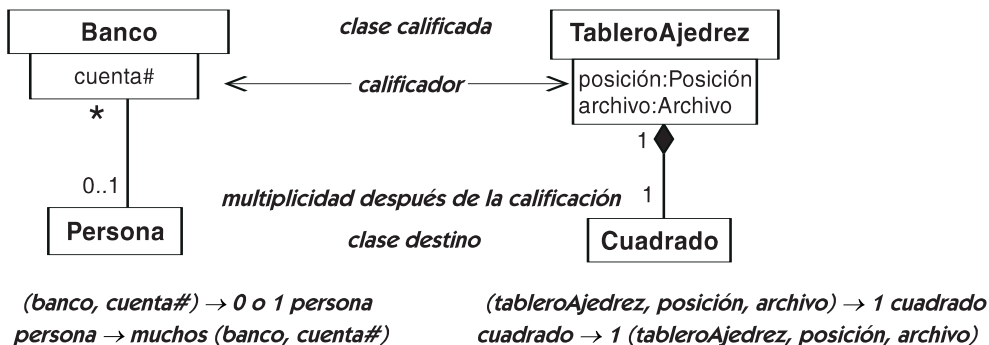 Banco
cuenta#
*
0..1
Persona
clase calificada
calificador
multiplicidad después de la calificación
clase destino
TableroAjedrez
posición:Posición
archivo:Archivo
1
1
Cuadrado
(banco, cuenta#) → 0 o 1 persona
persona → muchos (banco, cuenta#)
(tableroAjedrez, posición, archivo) → 1 cuadrado
cuadrado → 1 (tableroAjedrez, posición, archivo)